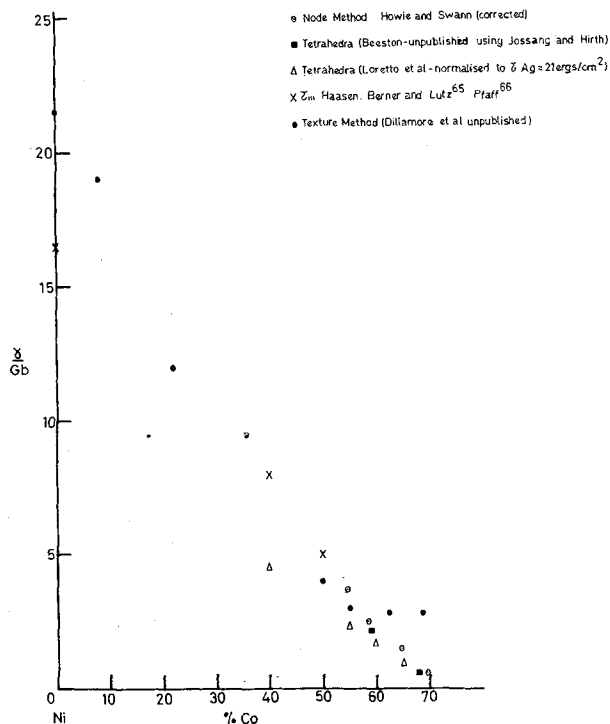 Node Method Howie and Swann (corrected)
Tetrahedra (Beeston-unpublished using Jossang and Hirth)
Tetrahedra (Loretto et al-normalised to γ Ag=21ergs/cm²)
τIII Haasen. Berner and Lutz⁶⁵ Pfaff⁶⁶
Texture Method (Dillamore et al unpublished)
25
20
15
γ
Gb
10
5
0 10 20 30 40 50 60 70
Ni % Co